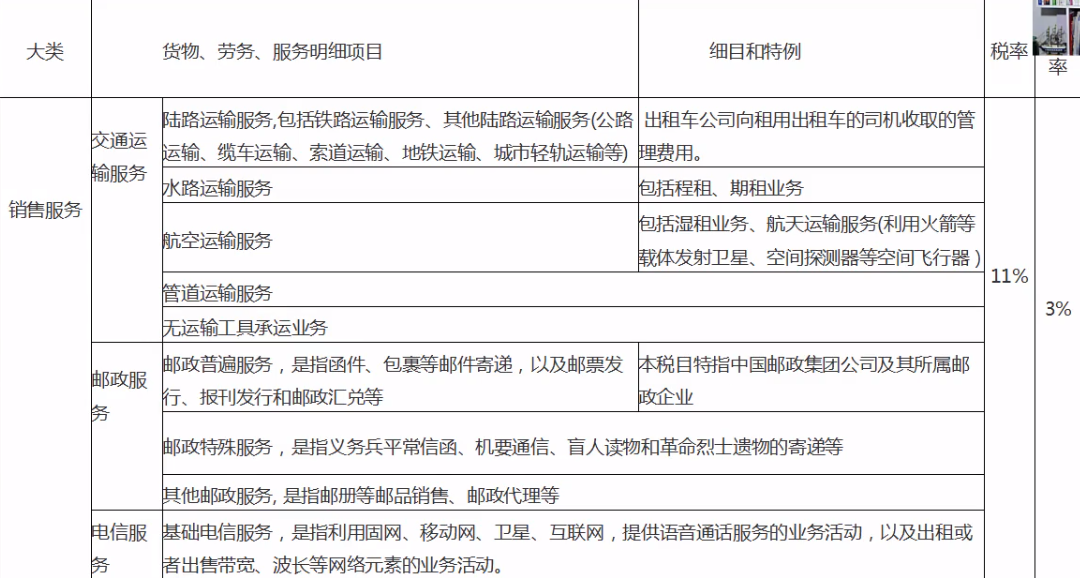 大类 货物、劳务、服务明细项目 细目和特例 税率 率
销售服务
交通运
输服务
陆路运输服务,包括铁路运输服务、其他陆路运输服务(公路
运输、缆车运输、索道运输、地铁运输、城市轻轨运输等)
出租车公司向租用出租车的司机收取的管
理费用。
水路运输服务
包括程租、期租业务
航空运输服务
包括湿租业务、航天运输服务(利用火箭等
载体发射卫星、空间探测器等空间飞行器)
管道运输服务
无运输工具承运业务
11%
3%
邮政服
务
邮政普遍服务，是指函件、包裹等邮件寄递，以及邮票发
行、报刊发行和邮政汇兑等
本税目特指中国邮政集团公司及其所属邮
政企业
邮政特殊服务，是指义务兵平常信函、机要通信、盲人读物和革命烈士遗物的寄递等
其他邮政服务, 是指邮册等邮品销售、邮政代理等
电信服
务
基础电信服务，是指利用固网、移动网、卫星、互联网，提供语音通话服务的业务活动，以及出租或
者出售带宽、波长等网络元素的业务活动。